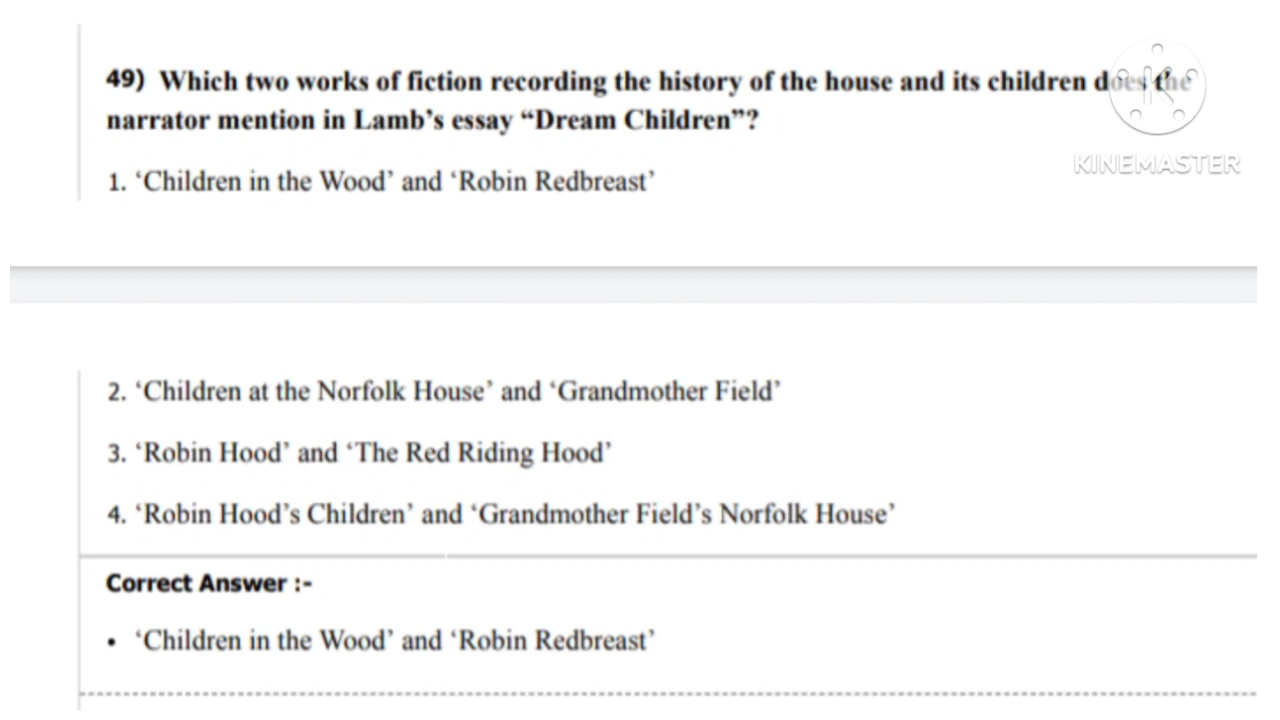 49) Which two works of fiction recording the history of the house and its children does the
narrator mention in Lamb's essay “Dream Children”?
KINEMASTER
1. ‘Children in the Wood’ and ‘Robin Redbreast’
2. ‘Children at the Norfolk House’ and ‘Grandmother Field’
3. ‘Robin Hood’ and ‘The Red Riding Hood’
4. ‘Robin Hood’s Children’ and ‘Grandmother Field’s Norfolk House’
Correct Answer :-
• ‘Children in the Wood’ and ‘Robin Redbreast’